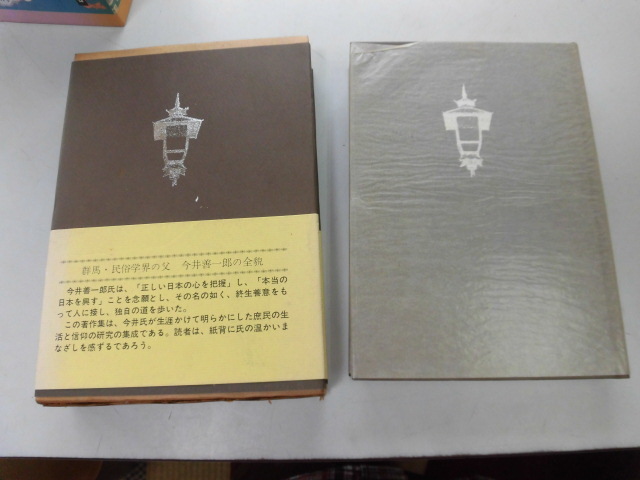 群馬・民俗学界の父　今井善一郎の全貌
今井善一郎氏は、「正しい日本の心を把握」し、「本当の
日本を興す」ことを念願とし、その名の如く、終生善意をも
って人に接し、独自の道を歩いた。
この著作集は、今井氏が生涯かけて明らかにした庶民の生
活と信仰の研究の集成である。読者は、紙背に氏の温かいま
なざしを感ずるであろう。